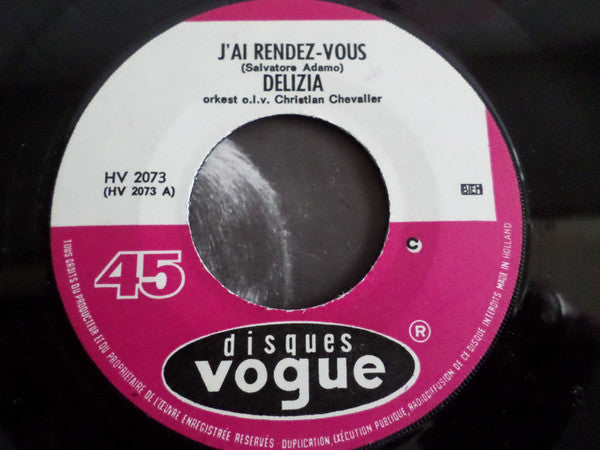 J'AI RENDEZ-VOUS
(Salvatore Adamo)
DELIZIA
orkest o.l.v. Christian Chevalier
HV 2073
(HV 2073 A)
BIEM
C
45
R
disques
vogue
TOUS DROITS DU PRODUCTEUR ET DU PROPRIETAIRE DE L'ŒUVRE ENREGISTRÉE RESERVÉS - DUPLICATION, EXÉCUTION PUBLIQUE, RADIODIFFUSION DE CE DISQUE INTERDITS MADE IN HOLLAND